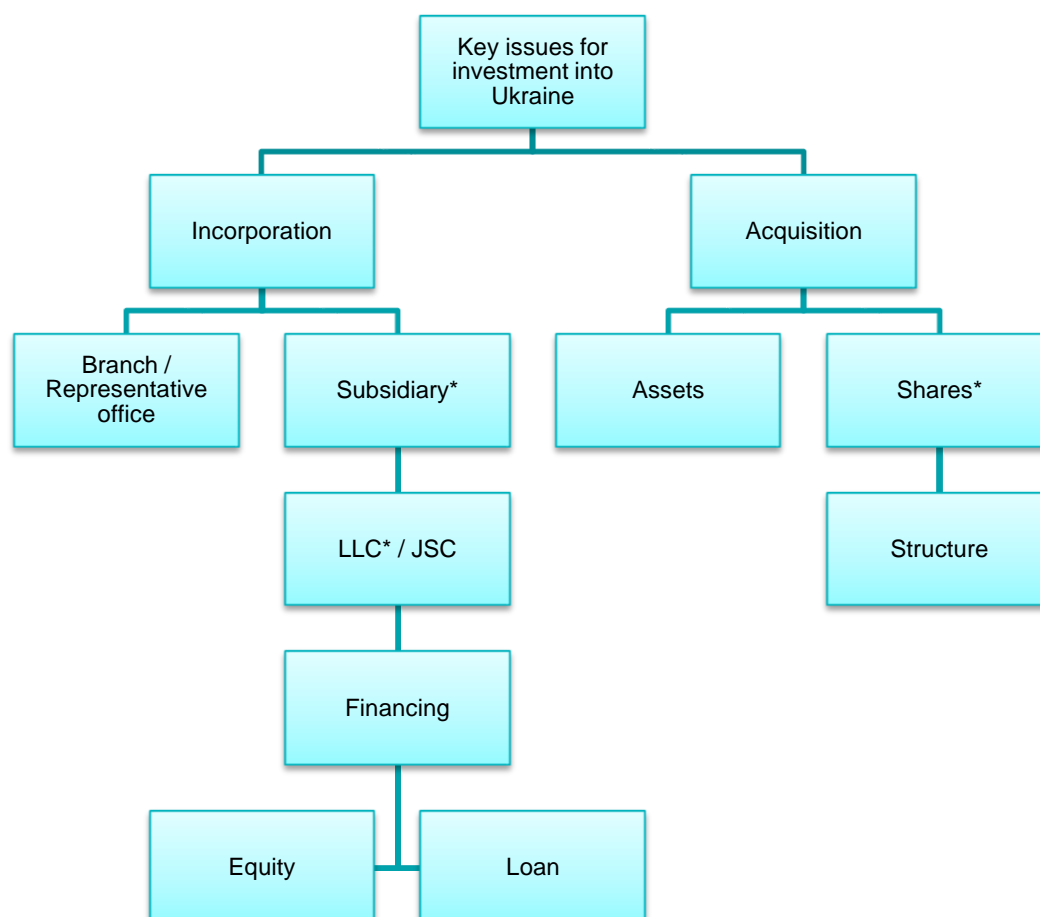 Key issues for
investment into
Ukraine
Incorporation
Acquisition
Branch /
Representative
office
Subsidiary*
Assets
Shares*
LLC* / JSC
Structure
Financing
Equity
Loan